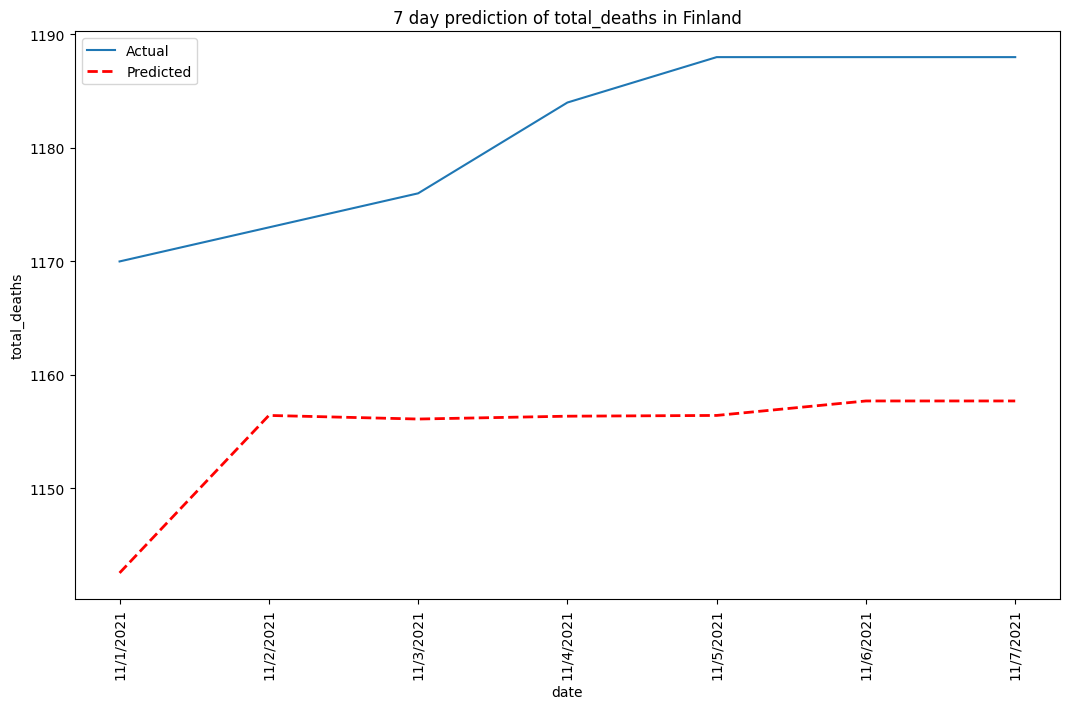 7 day prediction of total_deaths in Finland
Actual
Predicted
1190
1180
1170
1160
1150
total_deaths
11/1/2021
11/2/2021
11/3/2021
11/4/2021
11/5/2021
11/6/2021
11/7/2021
date